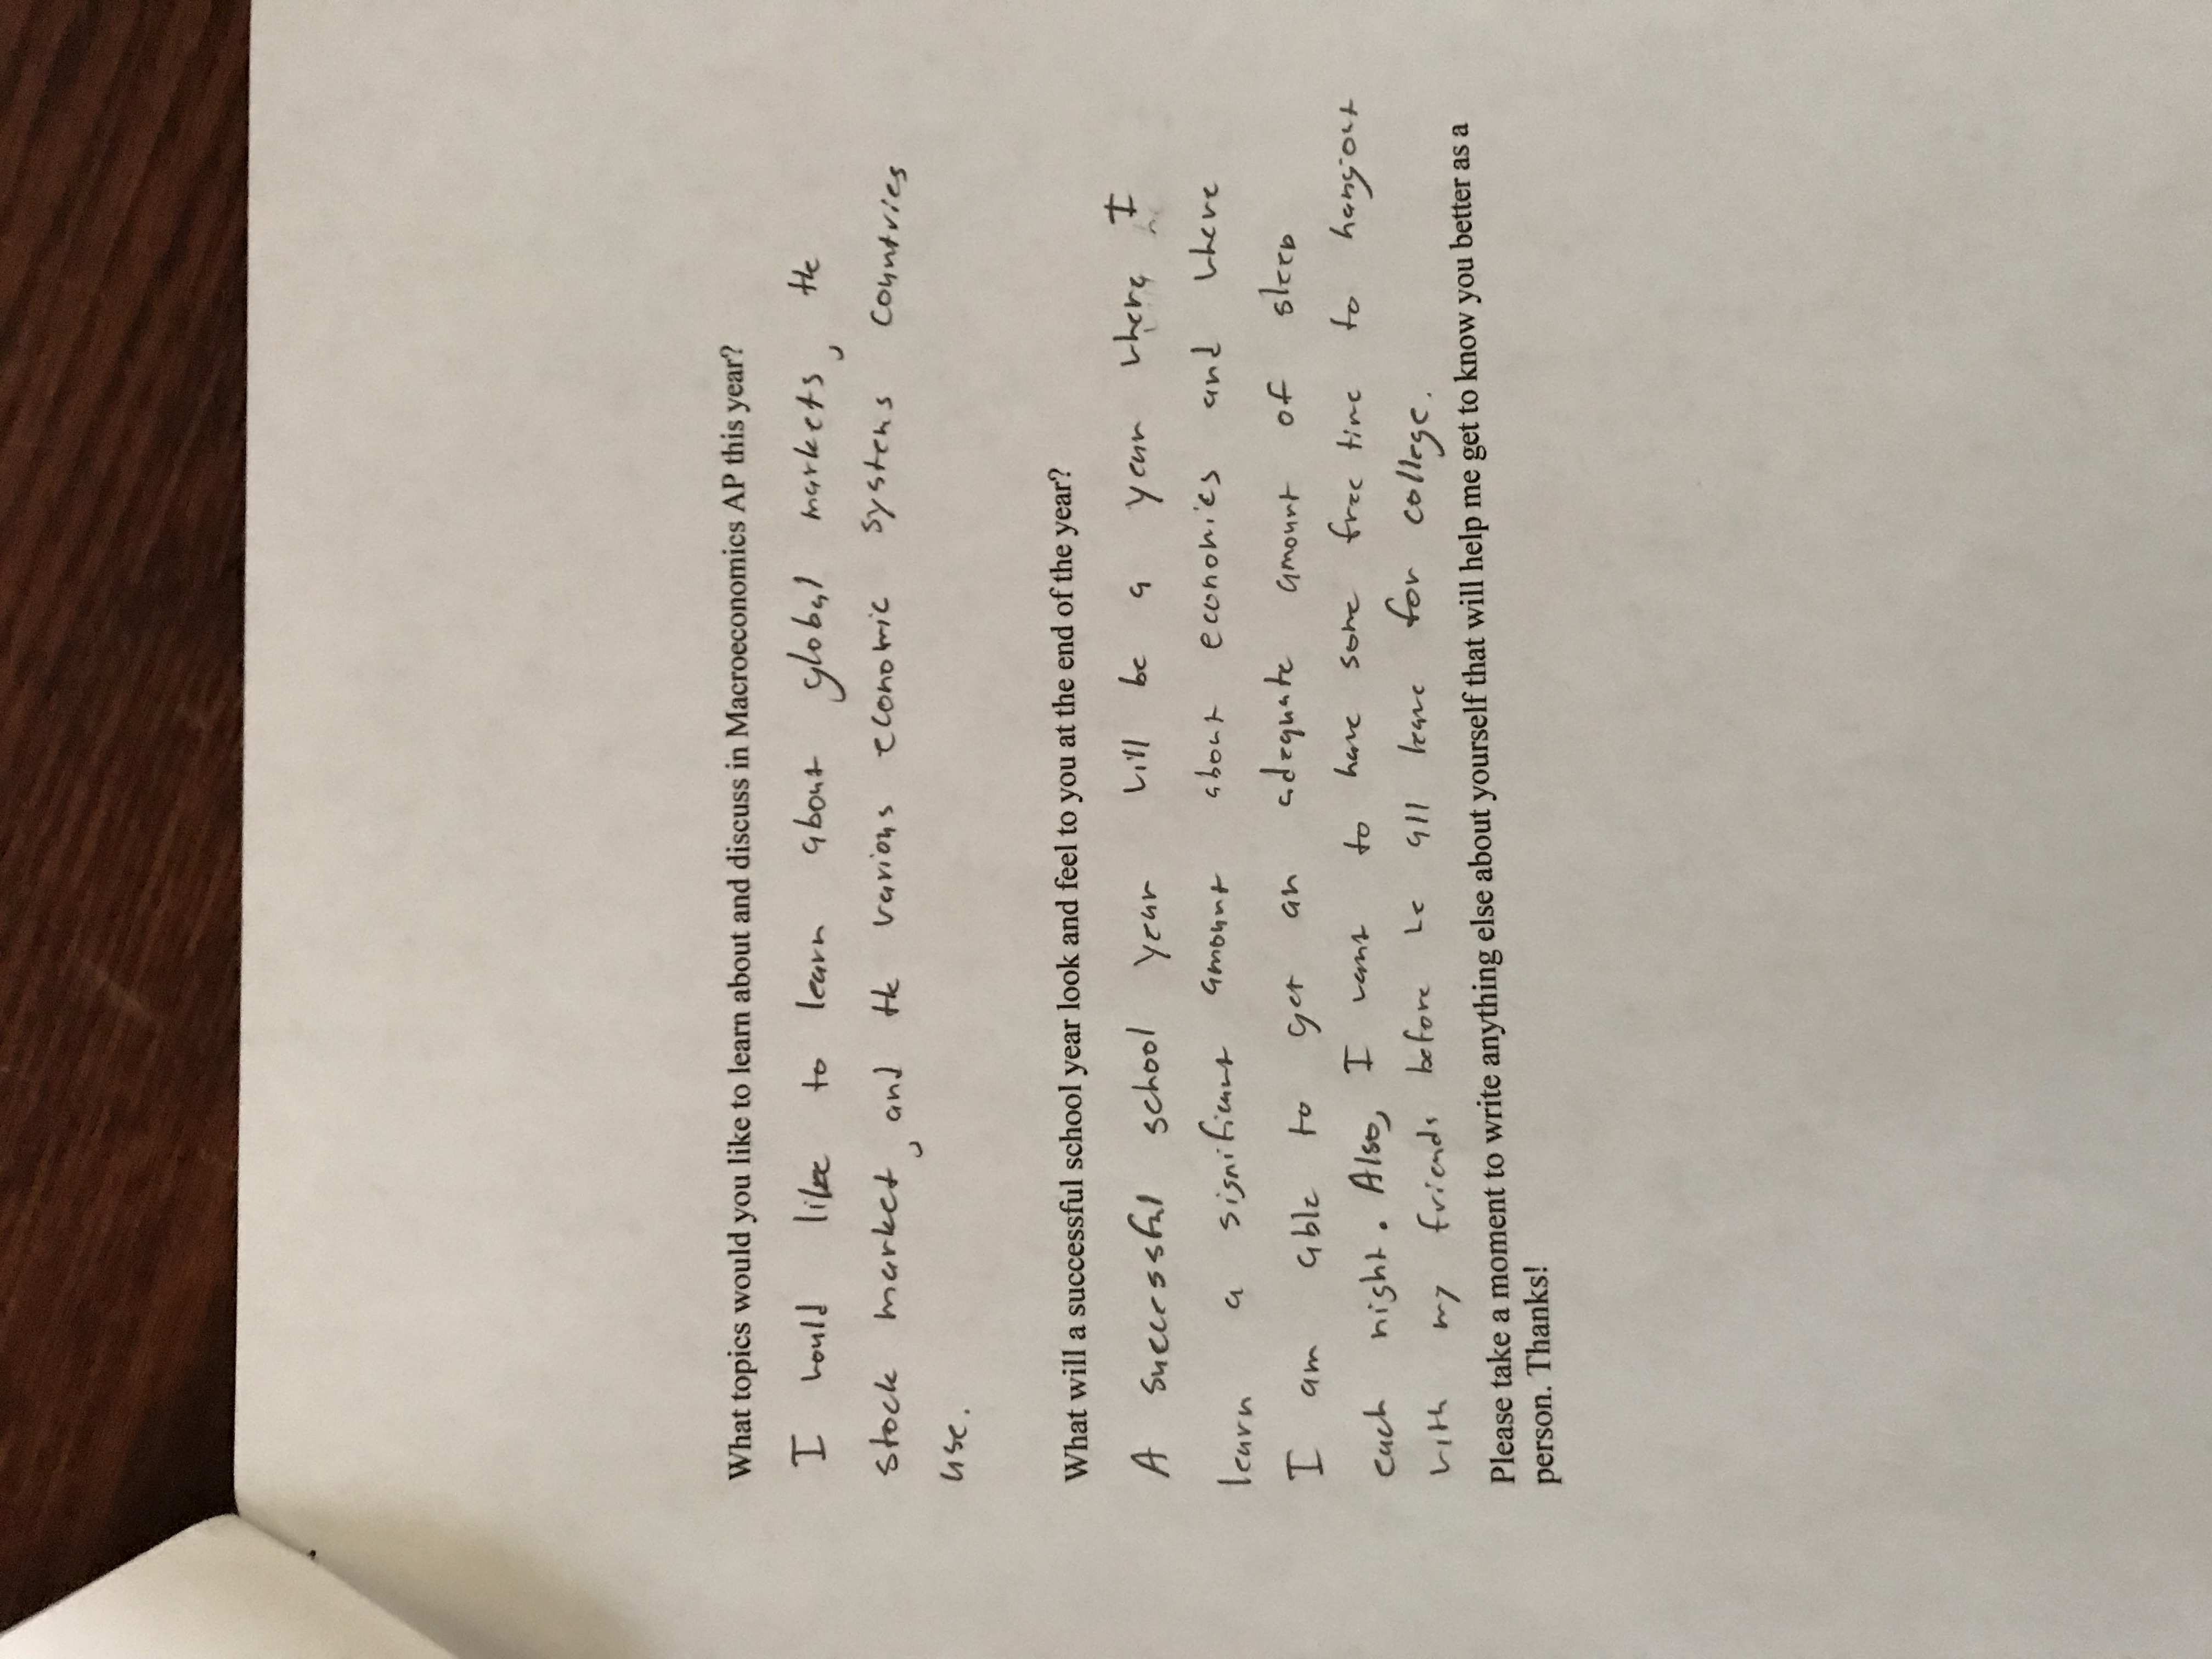 What topics would you like to learn about and discuss in Macroeconomics AP this year?
I would like to learn about global markets, the
stock market, and the various economic systems countries
use.
What will a successful school year look and feel to you at the end of the year?
A successful school year will be a year where I
learn a significant amount about economics and where
I am able to get an adequate amount of sleep
each night. Also, I want to have some free time to hangout
with my friends before we all leave for college.
Please take a moment to write anything else about yourself that will help me get to know you better as a
person. Thanks!